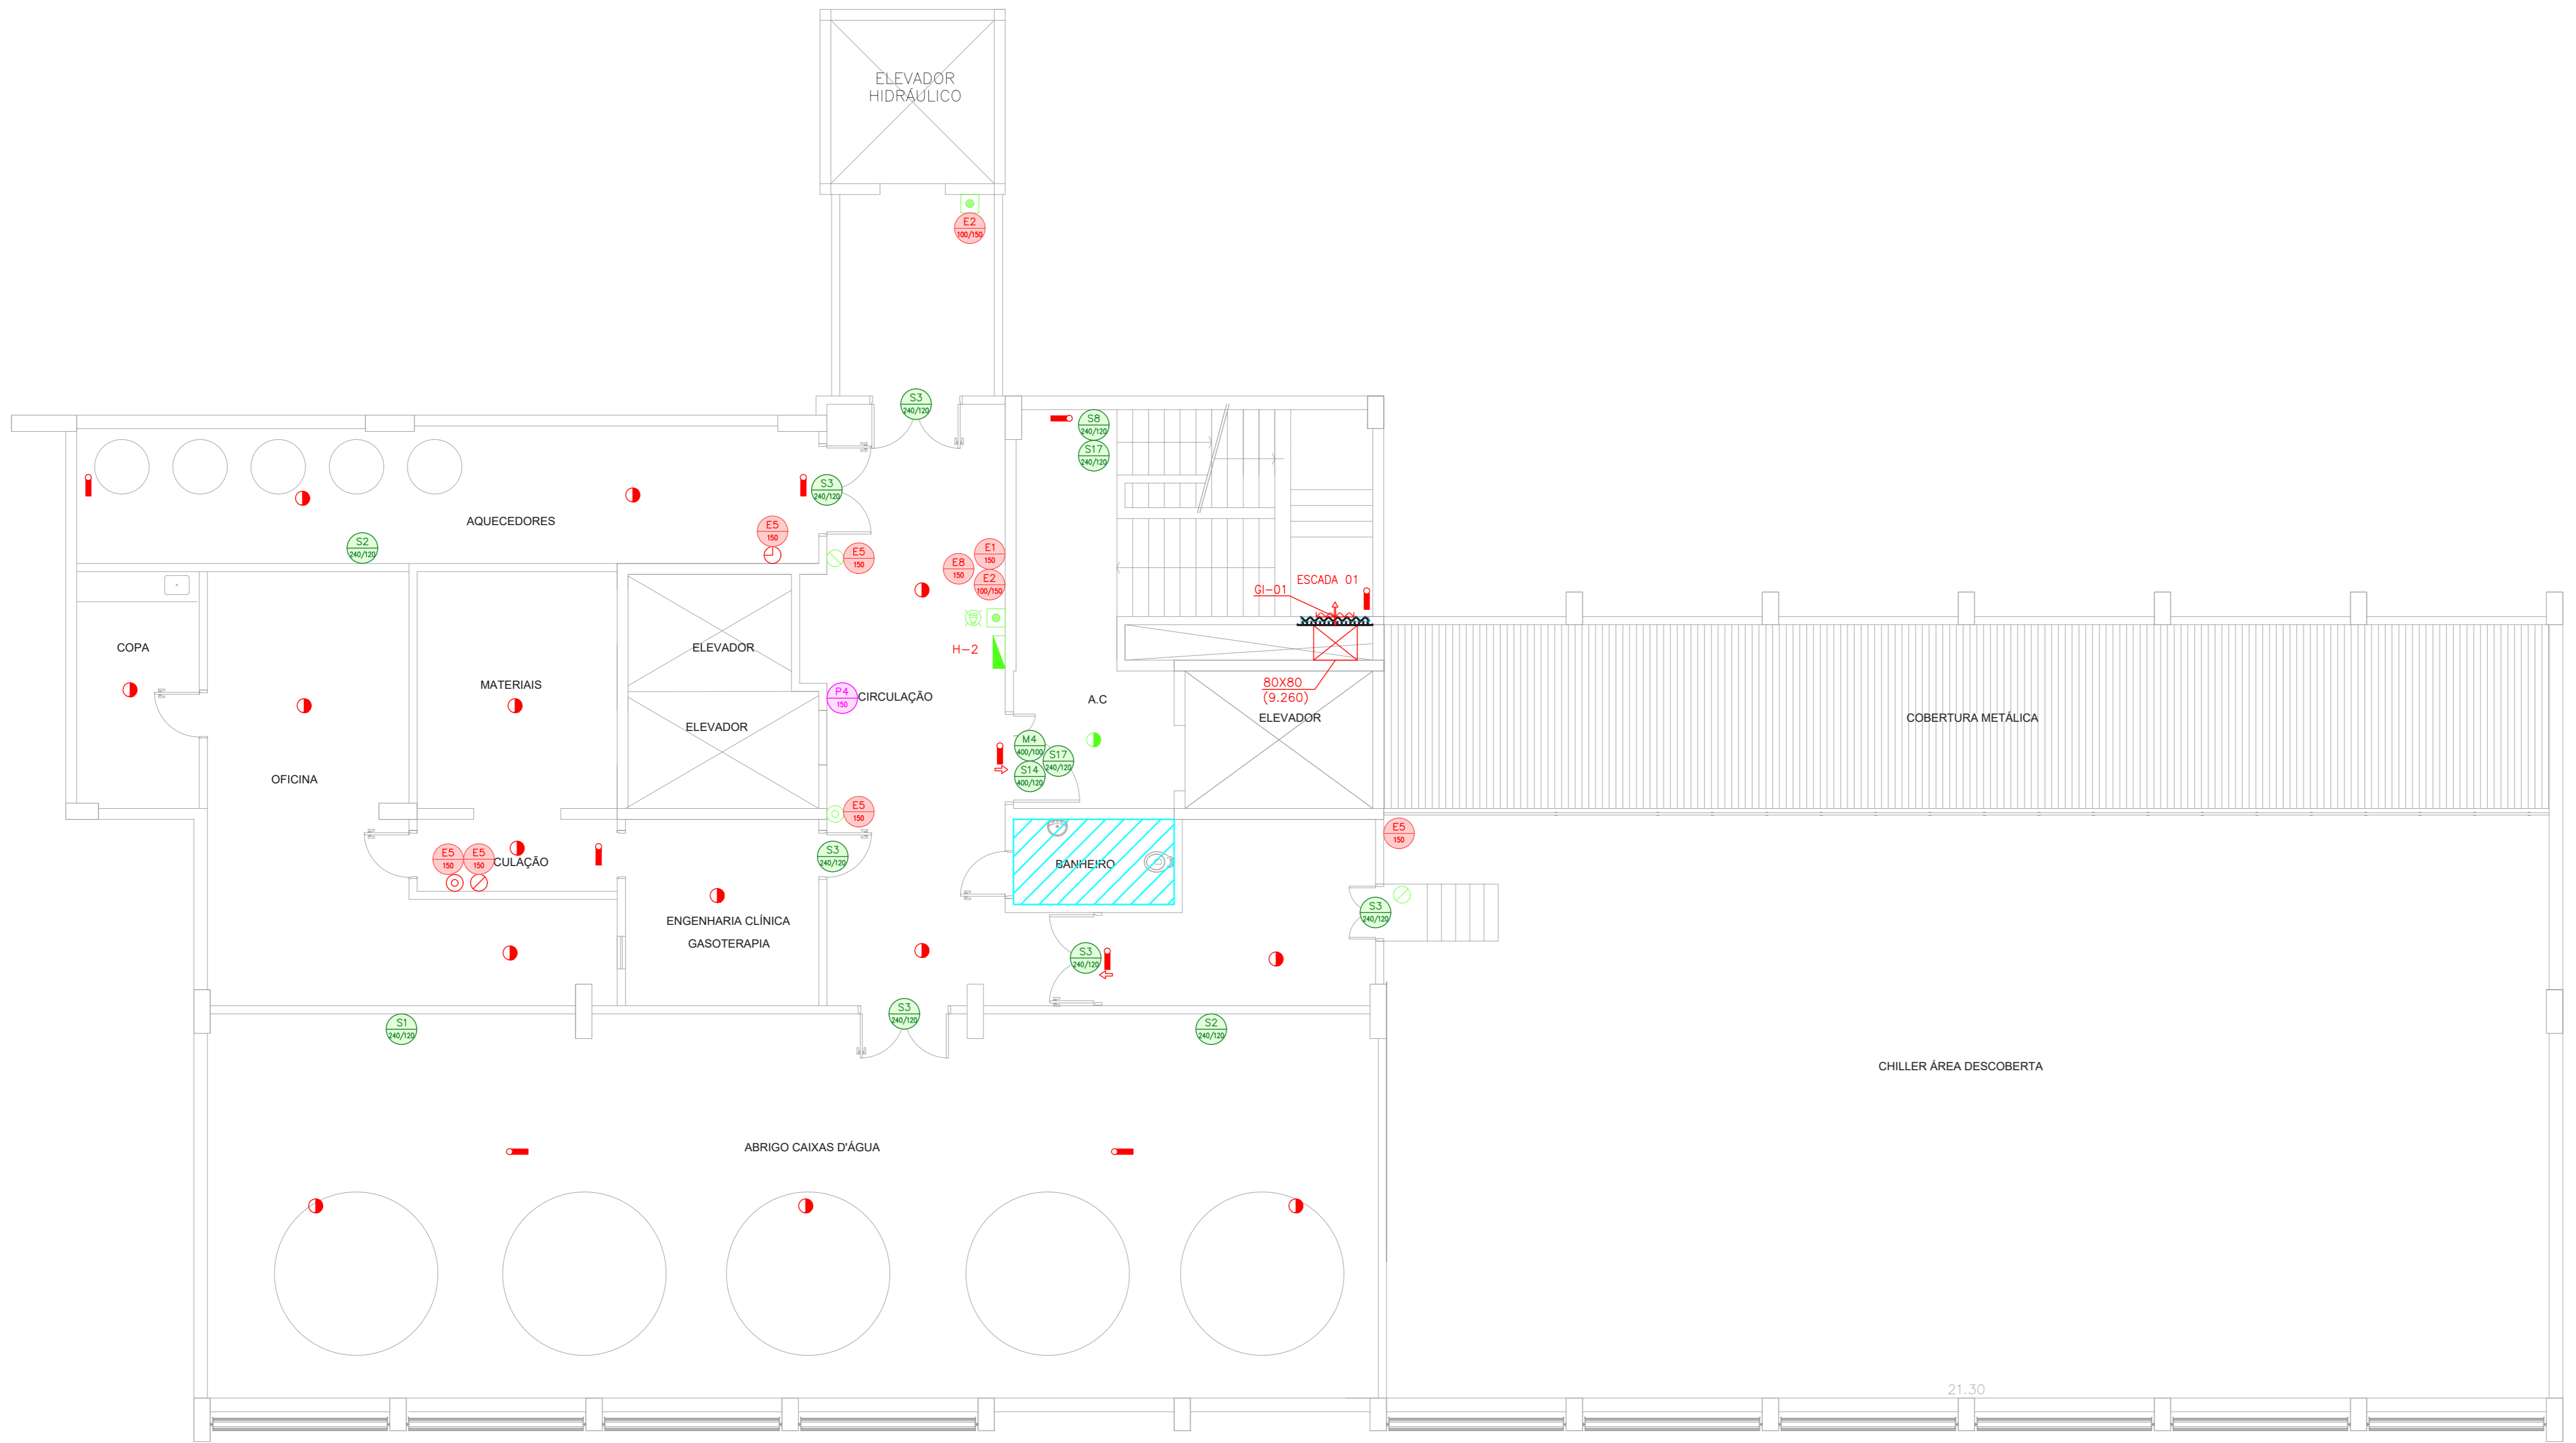 ELEVADOR
HIDRÁULICO
E2
100/150
S3
240/120
S8
240/120
S17
240/120
S3
240/120
AQUECEDORES
E5
150
S2
240/120
E5
150
E8
150
E1
150
E2
100/150
ESCADA 01
GI-01
COPA
ELEVADOR
H-2
MATERIAIS
P4
150
CIRCULAÇÃO
A.C
80X80
(9.260)
ELEVADOR
ELEVADOR
COBERTURA METÁLICA
M4
400/100
S17
240/120
S14
400/120
OFICINA
E5
150
E5
150
E5
150
E5
150
CULAÇÃO
S3
240/120
BANHEIRO
ENGENHARIA CLÍNICA
GASOTERAPIA
S3
240/120
S3
240/120
S1
240/120
S3
240/120
S2
240/120
CHILLER ÁREA DESCOBERTA
ABRIGO CAIXAS D'ÁGUA
21.30